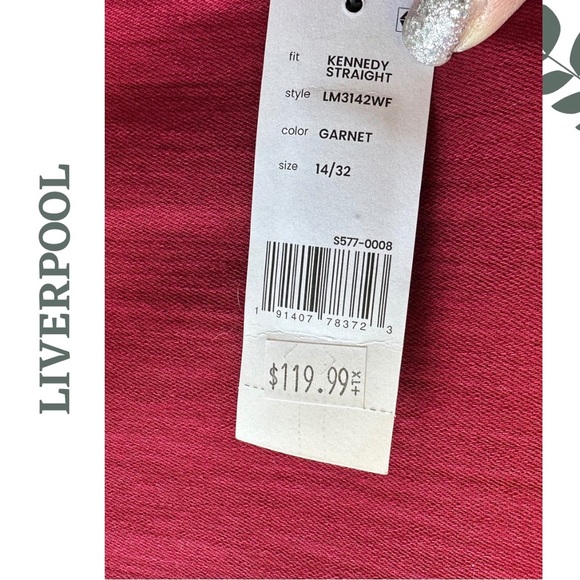 LIVERPOOL
fit KENNEDY
STRAIGHT
style LM3142WF
color GARNET
size 14/32
S577-0008
1 91407 78372 3
$119.99
+TX